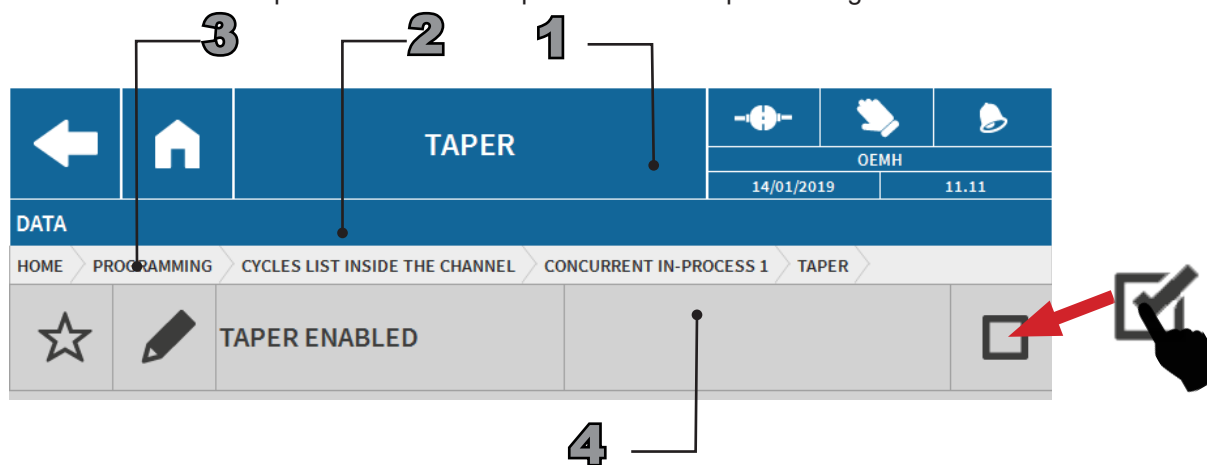 3 2 1
TAPER
OEMH
14/01/2019 11.11
DATA
HOME PROGRAMMING CYCLES LIST INSIDE THE CHANNEL CONCURRENT IN-PROCESS 1 TAPER
TAPER ENABLED
4